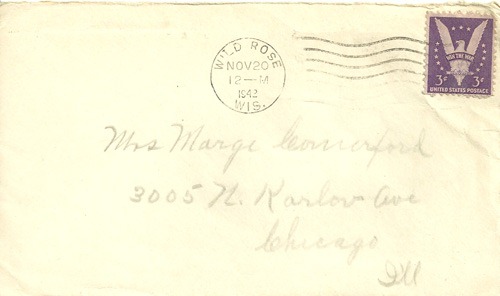 WILD ROSE
NOV 20
12-M
1942
WIS.
WIN THE WAR
3¢ 3¢
UNITED STATES POSTAGE
Mrs Marge Comerford
3005 N. Karlov Ave
Chicago
Ill